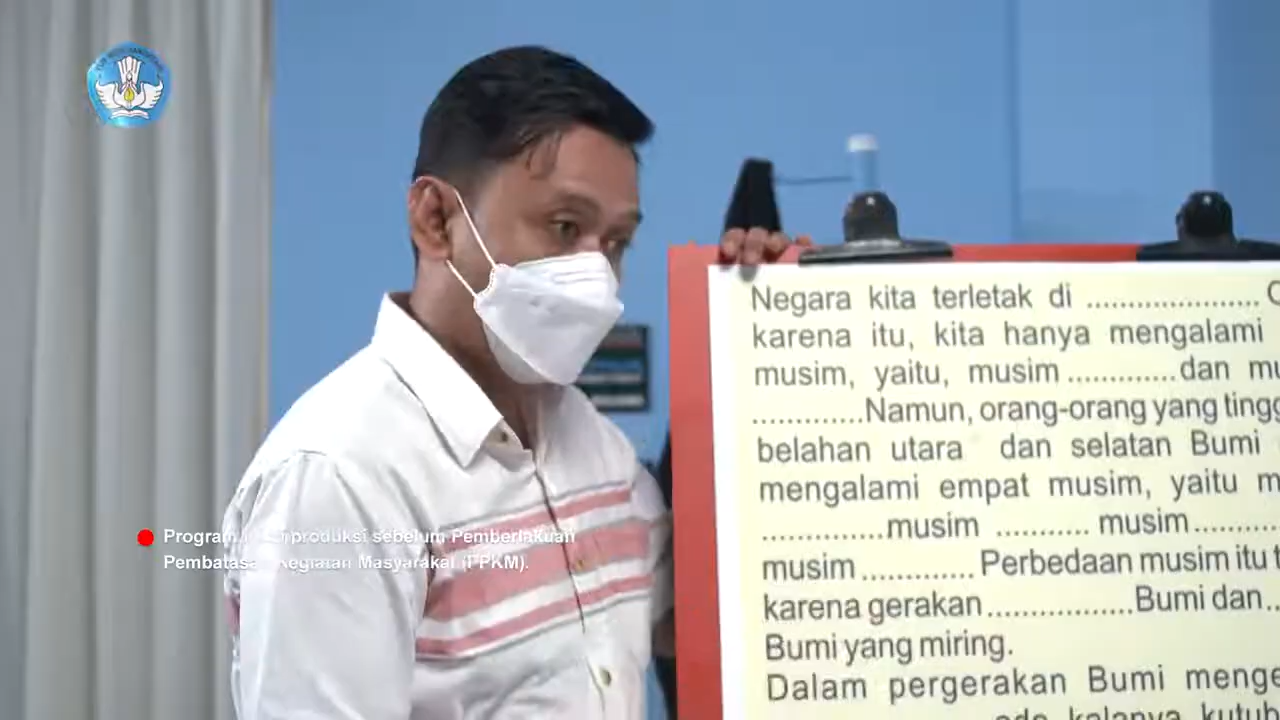 Negara kita terletak di .....................
karena itu, kita hanya mengalami
musim, yaitu, musim .............dan
.............Namun, orang-orang yang
belahan utara dan selatan Bumi
mengalami empat musim, yaitu
...............musim ........... musim ...........
musim ............. Perbedaan musim itu
karena gerakan .................Bumi dan
Bumi yang miring.
Dalam pergerakan Bumi
kalanya
Program diproduksi sebelum Pemberlakuan
Pembatasan Kegiatan Masyarakat (PPKM).